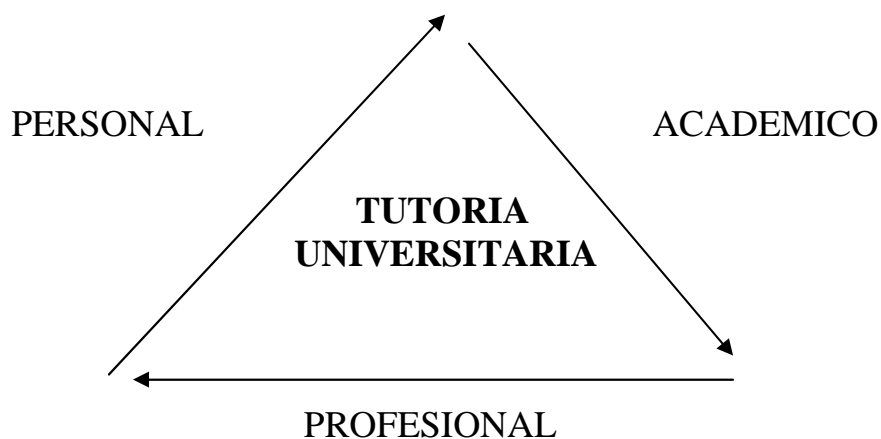 PERSONAL
ACADEMICO
TUTORIA
UNIVERSITARIA
PROFESIONAL